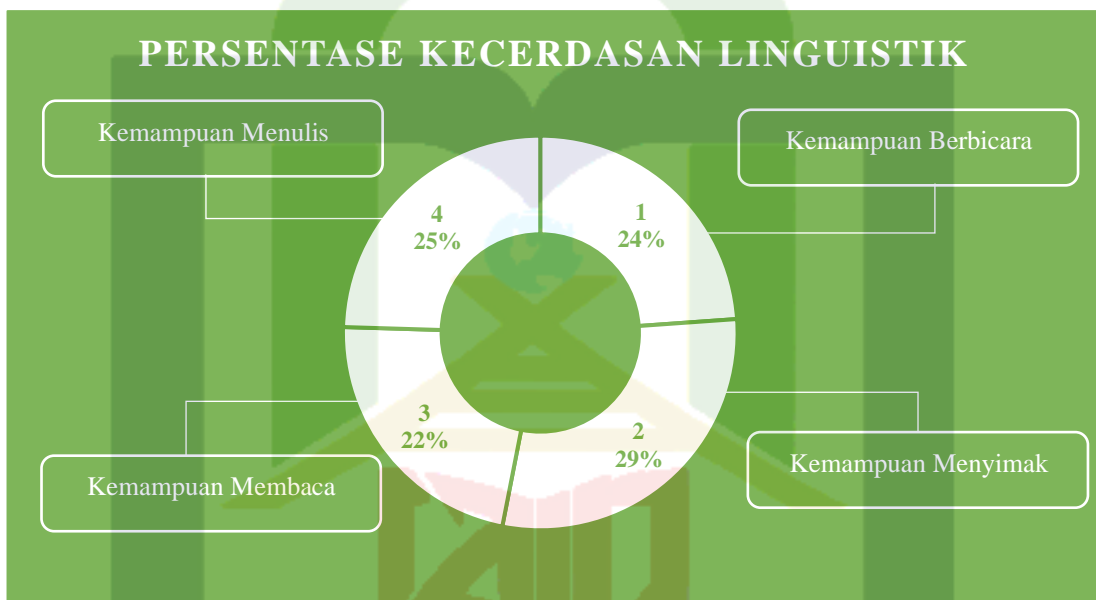 PERSENTASE KECERDASAN LINGUISTIK
Kemampuan Menulis
Kemampuan Berbicara
4
25%
1
24%
3
22%
2
29%
Kemampuan Membaca
Kemampuan Menyimak